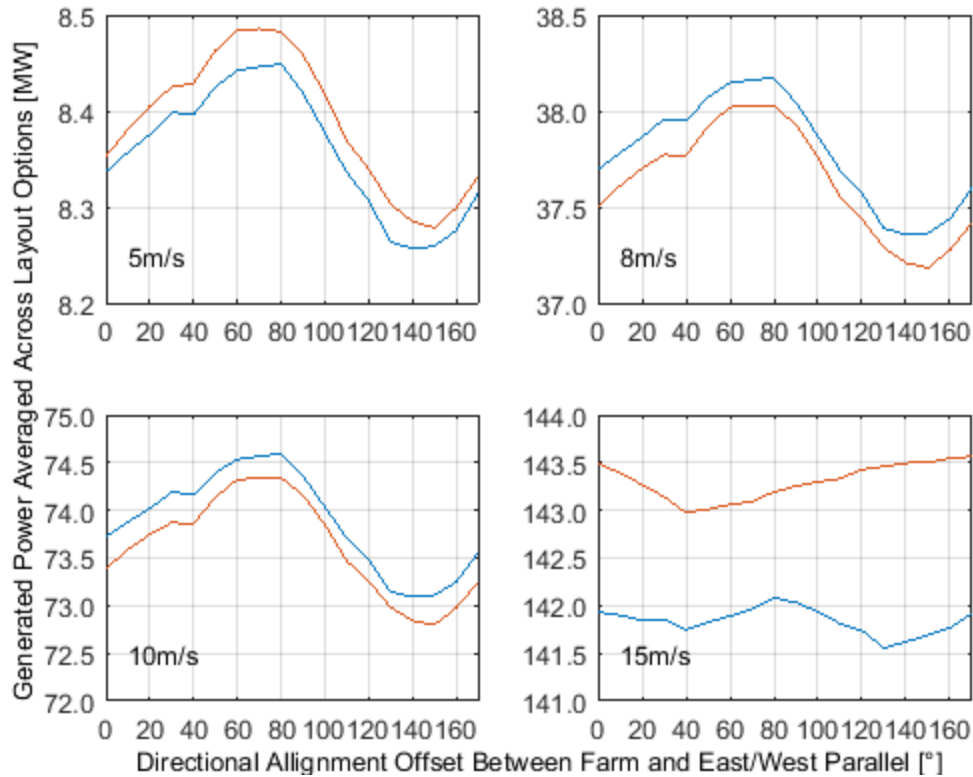 Generated Power Averaged Across Layout Options [MW]
8.5
8.4
8.3
8.2
5m/s
0 20 40 60 80 100 120 140 160
38.5
38.0
37.5
37.0
8m/s
0 20 40 60 80 100 120 140 160
75.0
74.5
74.0
73.5
73.0
72.5
72.0
10m/s
0 20 40 60 80 100 120 140 160
144.0
143.5
143.0
142.5
142.0
141.5
141.0
15m/s
0 20 40 60 80 100 120 140 160
Directional Allignment Offset Between Farm and East/West Parallel [°]